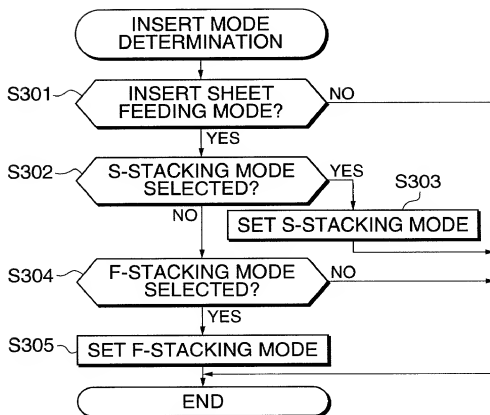 INSERT MODE
DETERMINATION
S301
INSERT SHEET
FEEDING MODE?
NO
YES
S302
S-STACKING MODE
SELECTED?
YES
S303
NO
SET S-STACKING MODE
S304
F-STACKING MODE
SELECTED?
NO
YES
S305
SET F-STACKING MODE
END